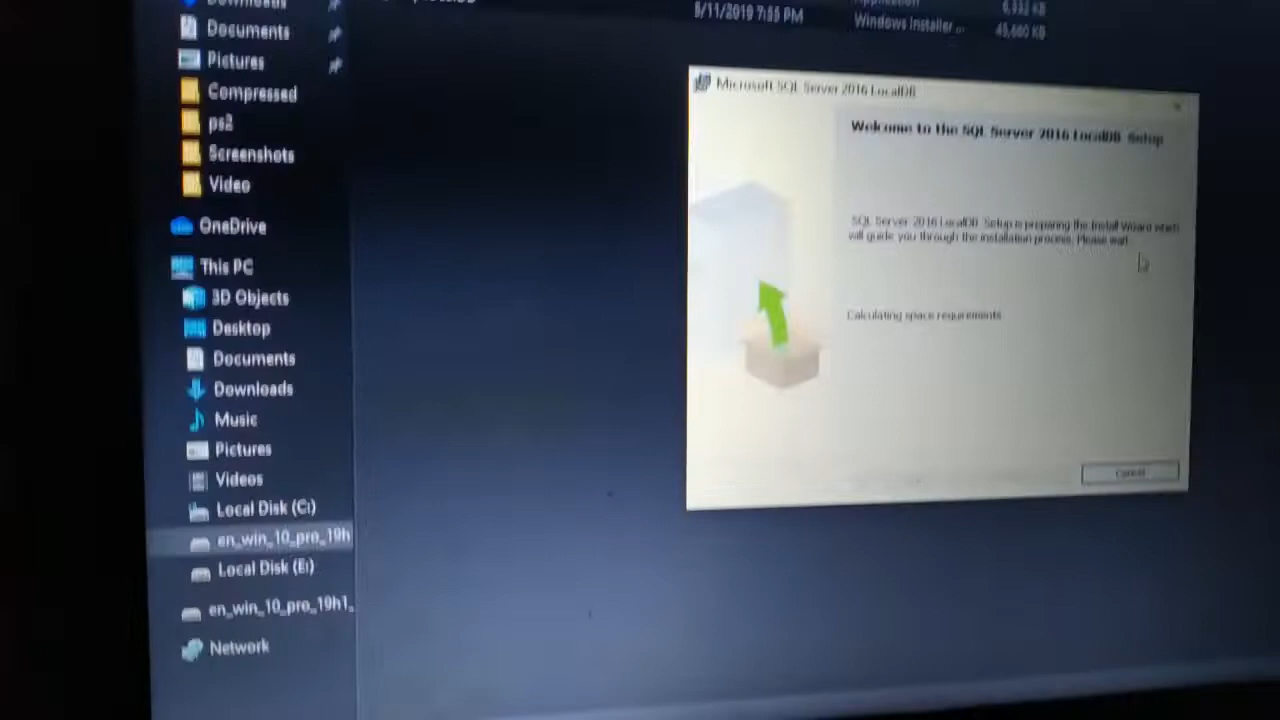 Downloads
Documents
Pictures
Compressed
ps2
Screenshots
Video
OneDrive
This PC
3D Objects
Desktop
Documents
Downloads
Music
Pictures
Videos
Local Disk (C:)
en_win_10_pro_19h
Local Disk (E:)
en_win_10_pro_19h1_
Network
Application
6,332 KB
8/11/2019 7:35 PM
Windows Installer ...
45,660 KB
Microsoft SQL Server 2016 LocalDB
Welcome to the SQL Server 2016 LocalDB Setup
SQL Server 2016 LocalDB Setup is preparing the Install Wizard which
will guide you through the installation process. Please wait.
Calculating space requirements
Cancel